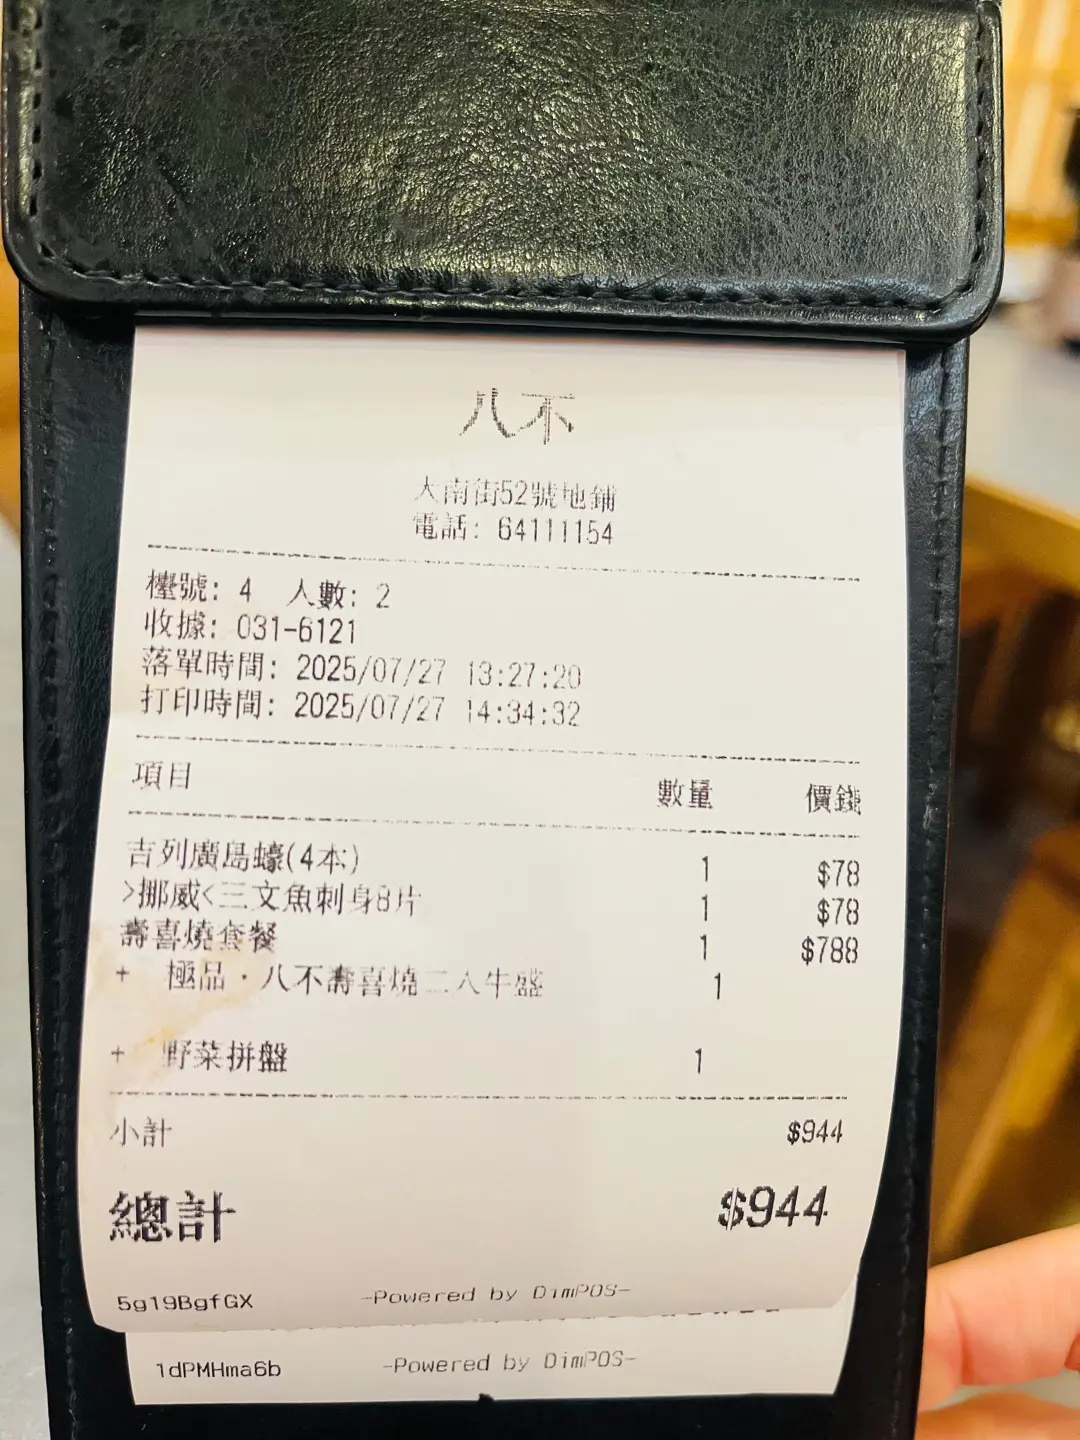 八不
大南街52號地鋪
電話: 64111154
檯號: 4 人數: 2
收據: 031-6121
落單時間: 2025/07/27 13:27:20
打印時間: 2025/07/27 14:34:32
項目 數量 價錢
吉列廣島蠔(4本) 1 $78
>挪威<三文魚刺身8片 1 $78
壽喜燒套餐 1 $788
+ 極品·八不壽喜燒二人牛盛 1
+ 野菜拼盤 1
小計 $944
總計 $944
5g19BgfGX -Powered by DimPOS-
1dPMHma6b -Powered by DimPOS-